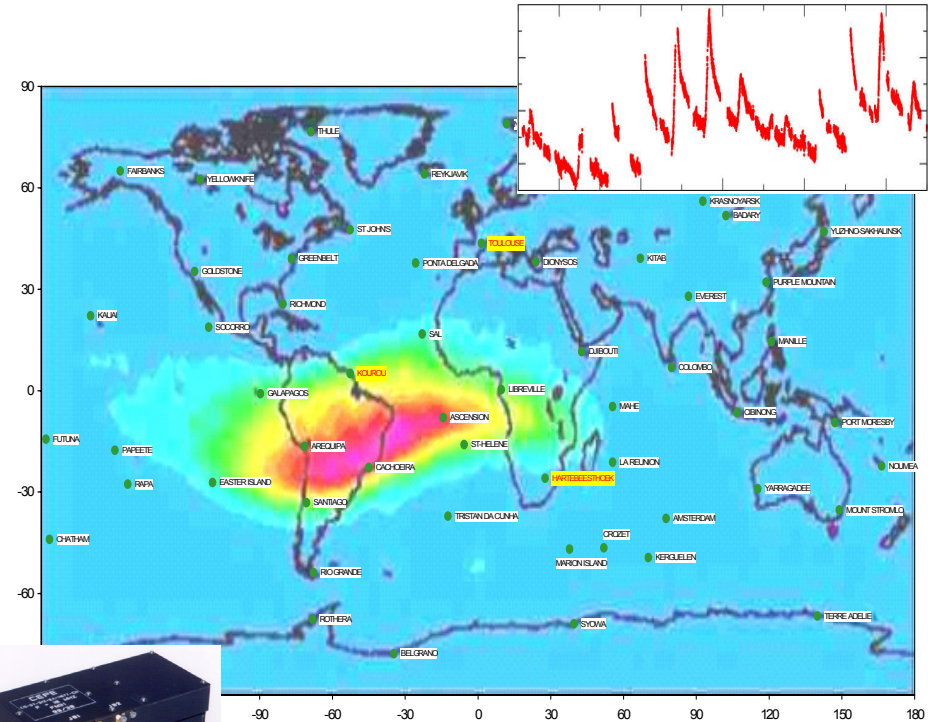 90
THULE
FAIRBANKS
YELLOWKNIFE
REYKJAVIK
60
KRASNOYARSK
BADARY
ST JOHN'S
YUZHNO-SAKHALINSK
TOULOUSE
GREENBELT
PONTA DELGADA
DIONYSOS
KITAB
GOLDSTONE
PURPLE MOUNTAIN
30
EVEREST
RICHMOND
KAUAI
SOCORRO
SAL
MANILLE
DJIBOUTI
COLOMBO
KOUROU
0
GALAPAGOS
LIBREVILLE
MAHE
CIBINONG
ASCENSION
PORT MORESBY
FUTUNA
PAPEETE
AREQUIPA
ST-HELENE
CACHOEIRA
LA REUNION
NOUMEA
RAPA
EASTER ISLAND
HARTEBEESTHOEK
-30
YARRAGADEE
SANTIAGO
TRISTAN DA CUNHA
AMSTERDAM
MOUNT STROMLO
CHATHAM
CROZET
MARION ISLAND
KERGUELEN
RIO GRANDE
-60
ROTHERA
SYOWA
TERRE ADELIE
BELGRANO
CEPE
-90
-60
-30
0
30
60
90
120
150
180